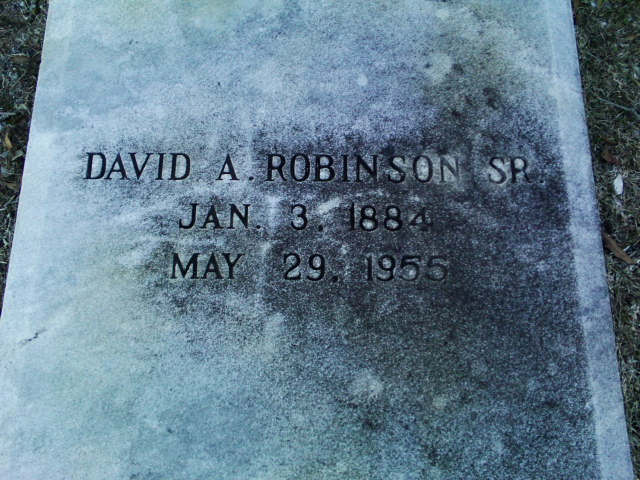 DAVID A. ROBINSON SR
JAN. 3, 1884
MAY 29, 1955